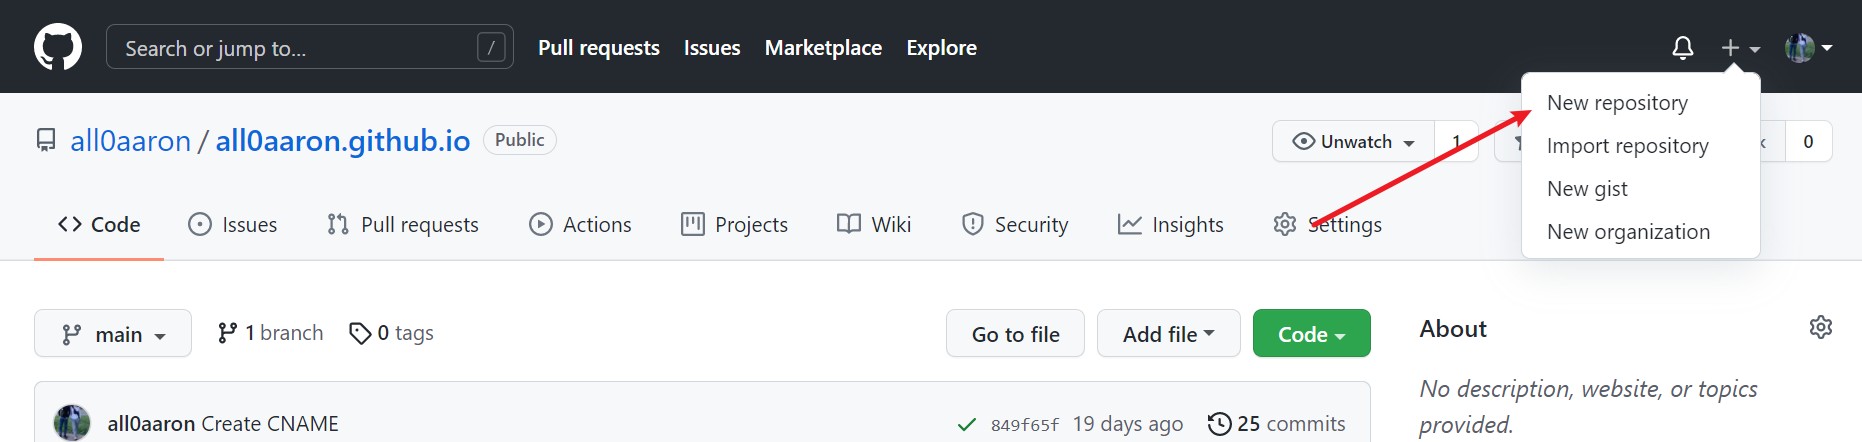 Search or jump to... / Pull requests Issues Marketplace Explore
New repository
Import repository
New gist
New organization
all0aaron / all0aaron.github.io Public Unwatch 1 0
Code Issues Pull requests Actions Projects Wiki Security Insights Settings
main 1 branch 0 tags Go to file Add file Code
About
No description, website, or topics
provided.
all0aaron Create CNAME 849f65f 19 days ago 25 commits